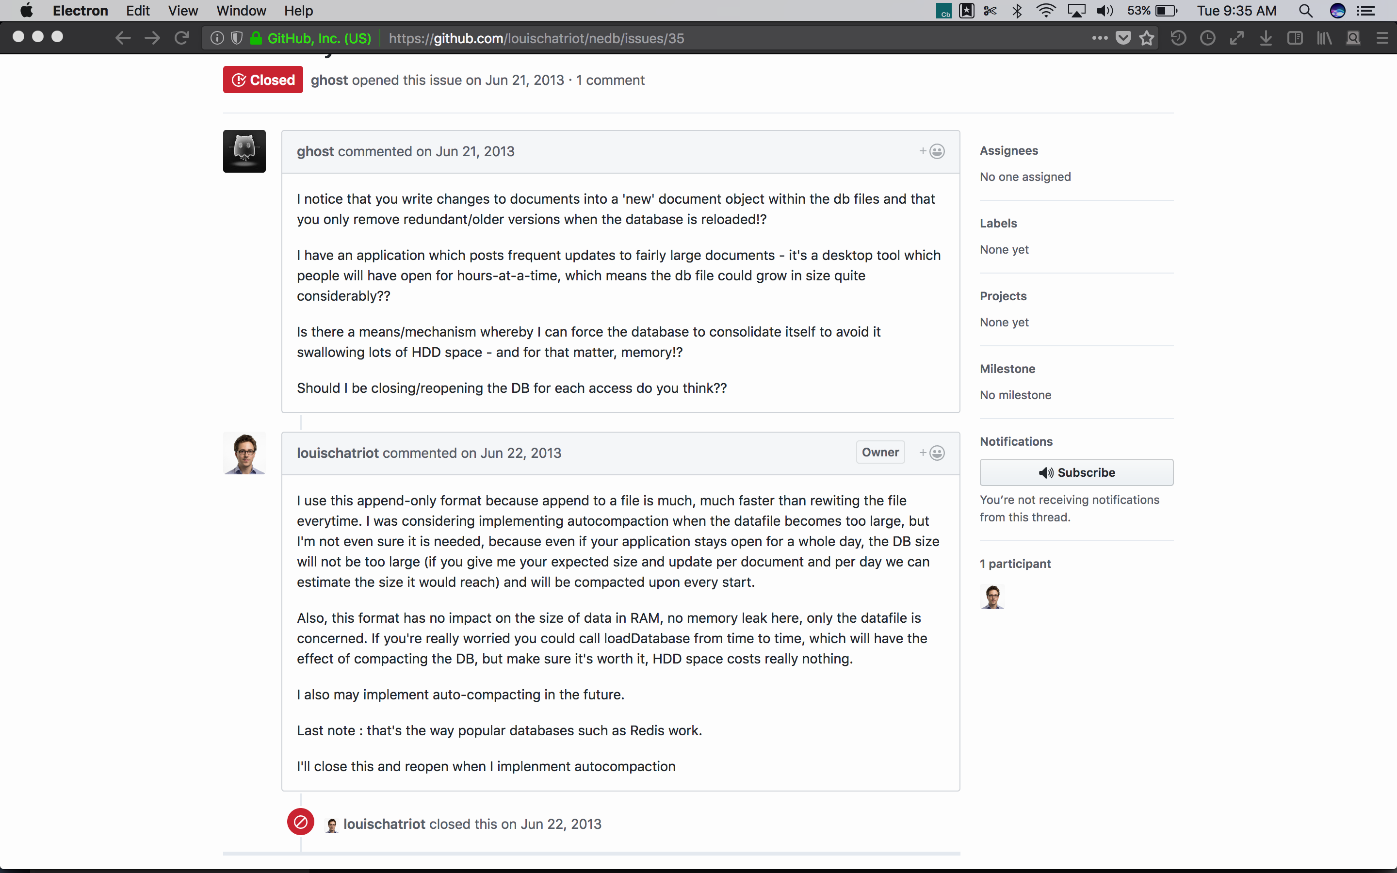 Electron Edit View Window Help
Cb 53% Tue 9:35 AM
GitHub, Inc. (US) https://github.com/louischatriot/nedb/issues/35
Closed ghost opened this issue on Jun 21, 2013 · 1 comment
ghost commented on Jun 21, 2013
I notice that you write changes to documents into a 'new' document object within the db files and that
you only remove redundant/older versions when the database is reloaded!?
I have an application which posts frequent updates to fairly large documents - it's a desktop tool which
people will have open for hours-at-a-time, which means the db file could grow in size quite
considerably??
Is there a means/mechanism whereby I can force the database to consolidate itself to avoid it
swallowing lots of HDD space - and for that matter, memory!?
Should I be closing/reopening the DB for each access do you think??
louischatriot commented on Jun 22, 2013 Owner
I use this append-only format because append to a file is much, much faster than rewiting the file
everytime. I was considering implementing autocompaction when the datafile becomes too large, but
I'm not even sure it is needed, because even if your application stays open for a whole day, the DB size
will not be too large (if you give me your expected size and update per document and per day we can
estimate the size it would reach) and will be compacted upon every start.
Also, this format has no impact on the size of data in RAM, no memory leak here, only the datafile is
concerned. If you're really worried you could call loadDatabase from time to time, which will have the
effect of compacting the DB, but make sure it's worth it, HDD space costs really nothing.
I also may implement auto-compacting in the future.
Last note : that's the way popular databases such as Redis work.
I'll close this and reopen when I implenment autocompaction
louischatriot closed this on Jun 22, 2013
Assignees
No one assigned
Labels
None yet
Projects
None yet
Milestone
No milestone
Notifications
Subscribe
You're not receiving notifications
from this thread.
1 participant